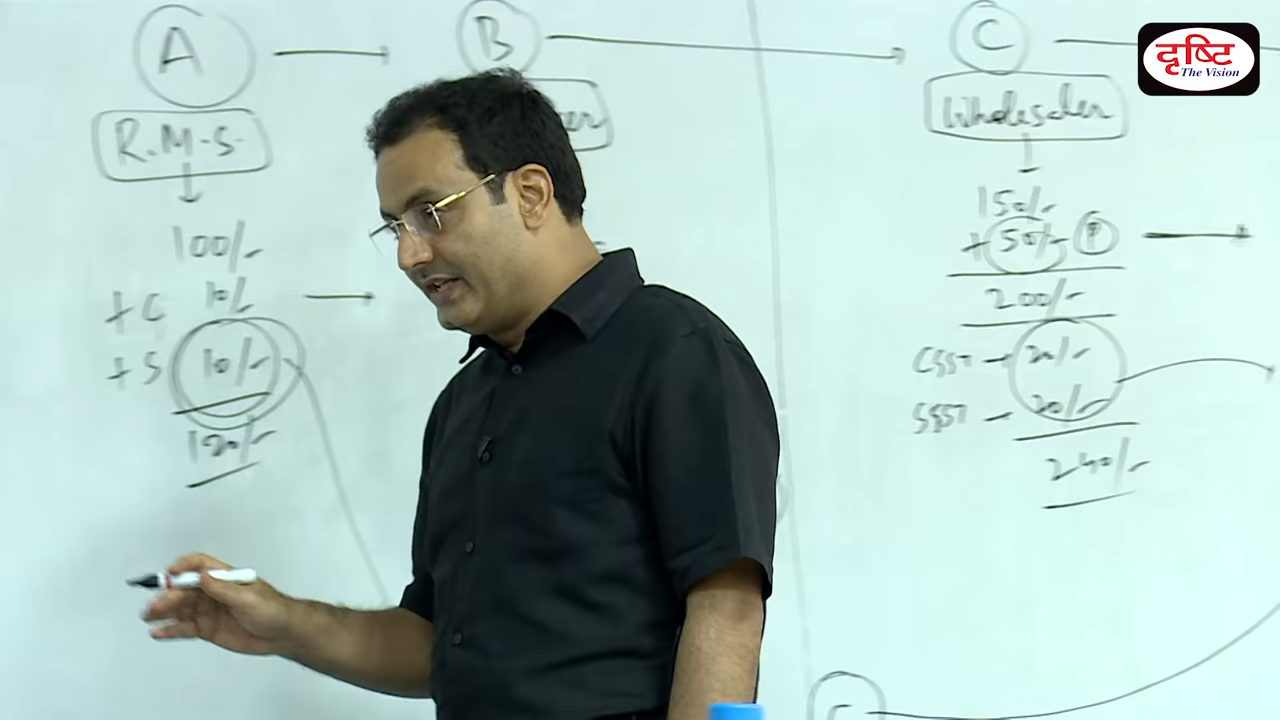 A
B
C
दृष्टि
The Vision
R.M.S.
Wholesaler
100/-
+ C 10/-
+ S 10/-
120/-
150/-
+ 50/- P
200/-
CGST → 20/-
SGST - 20/-
240/-